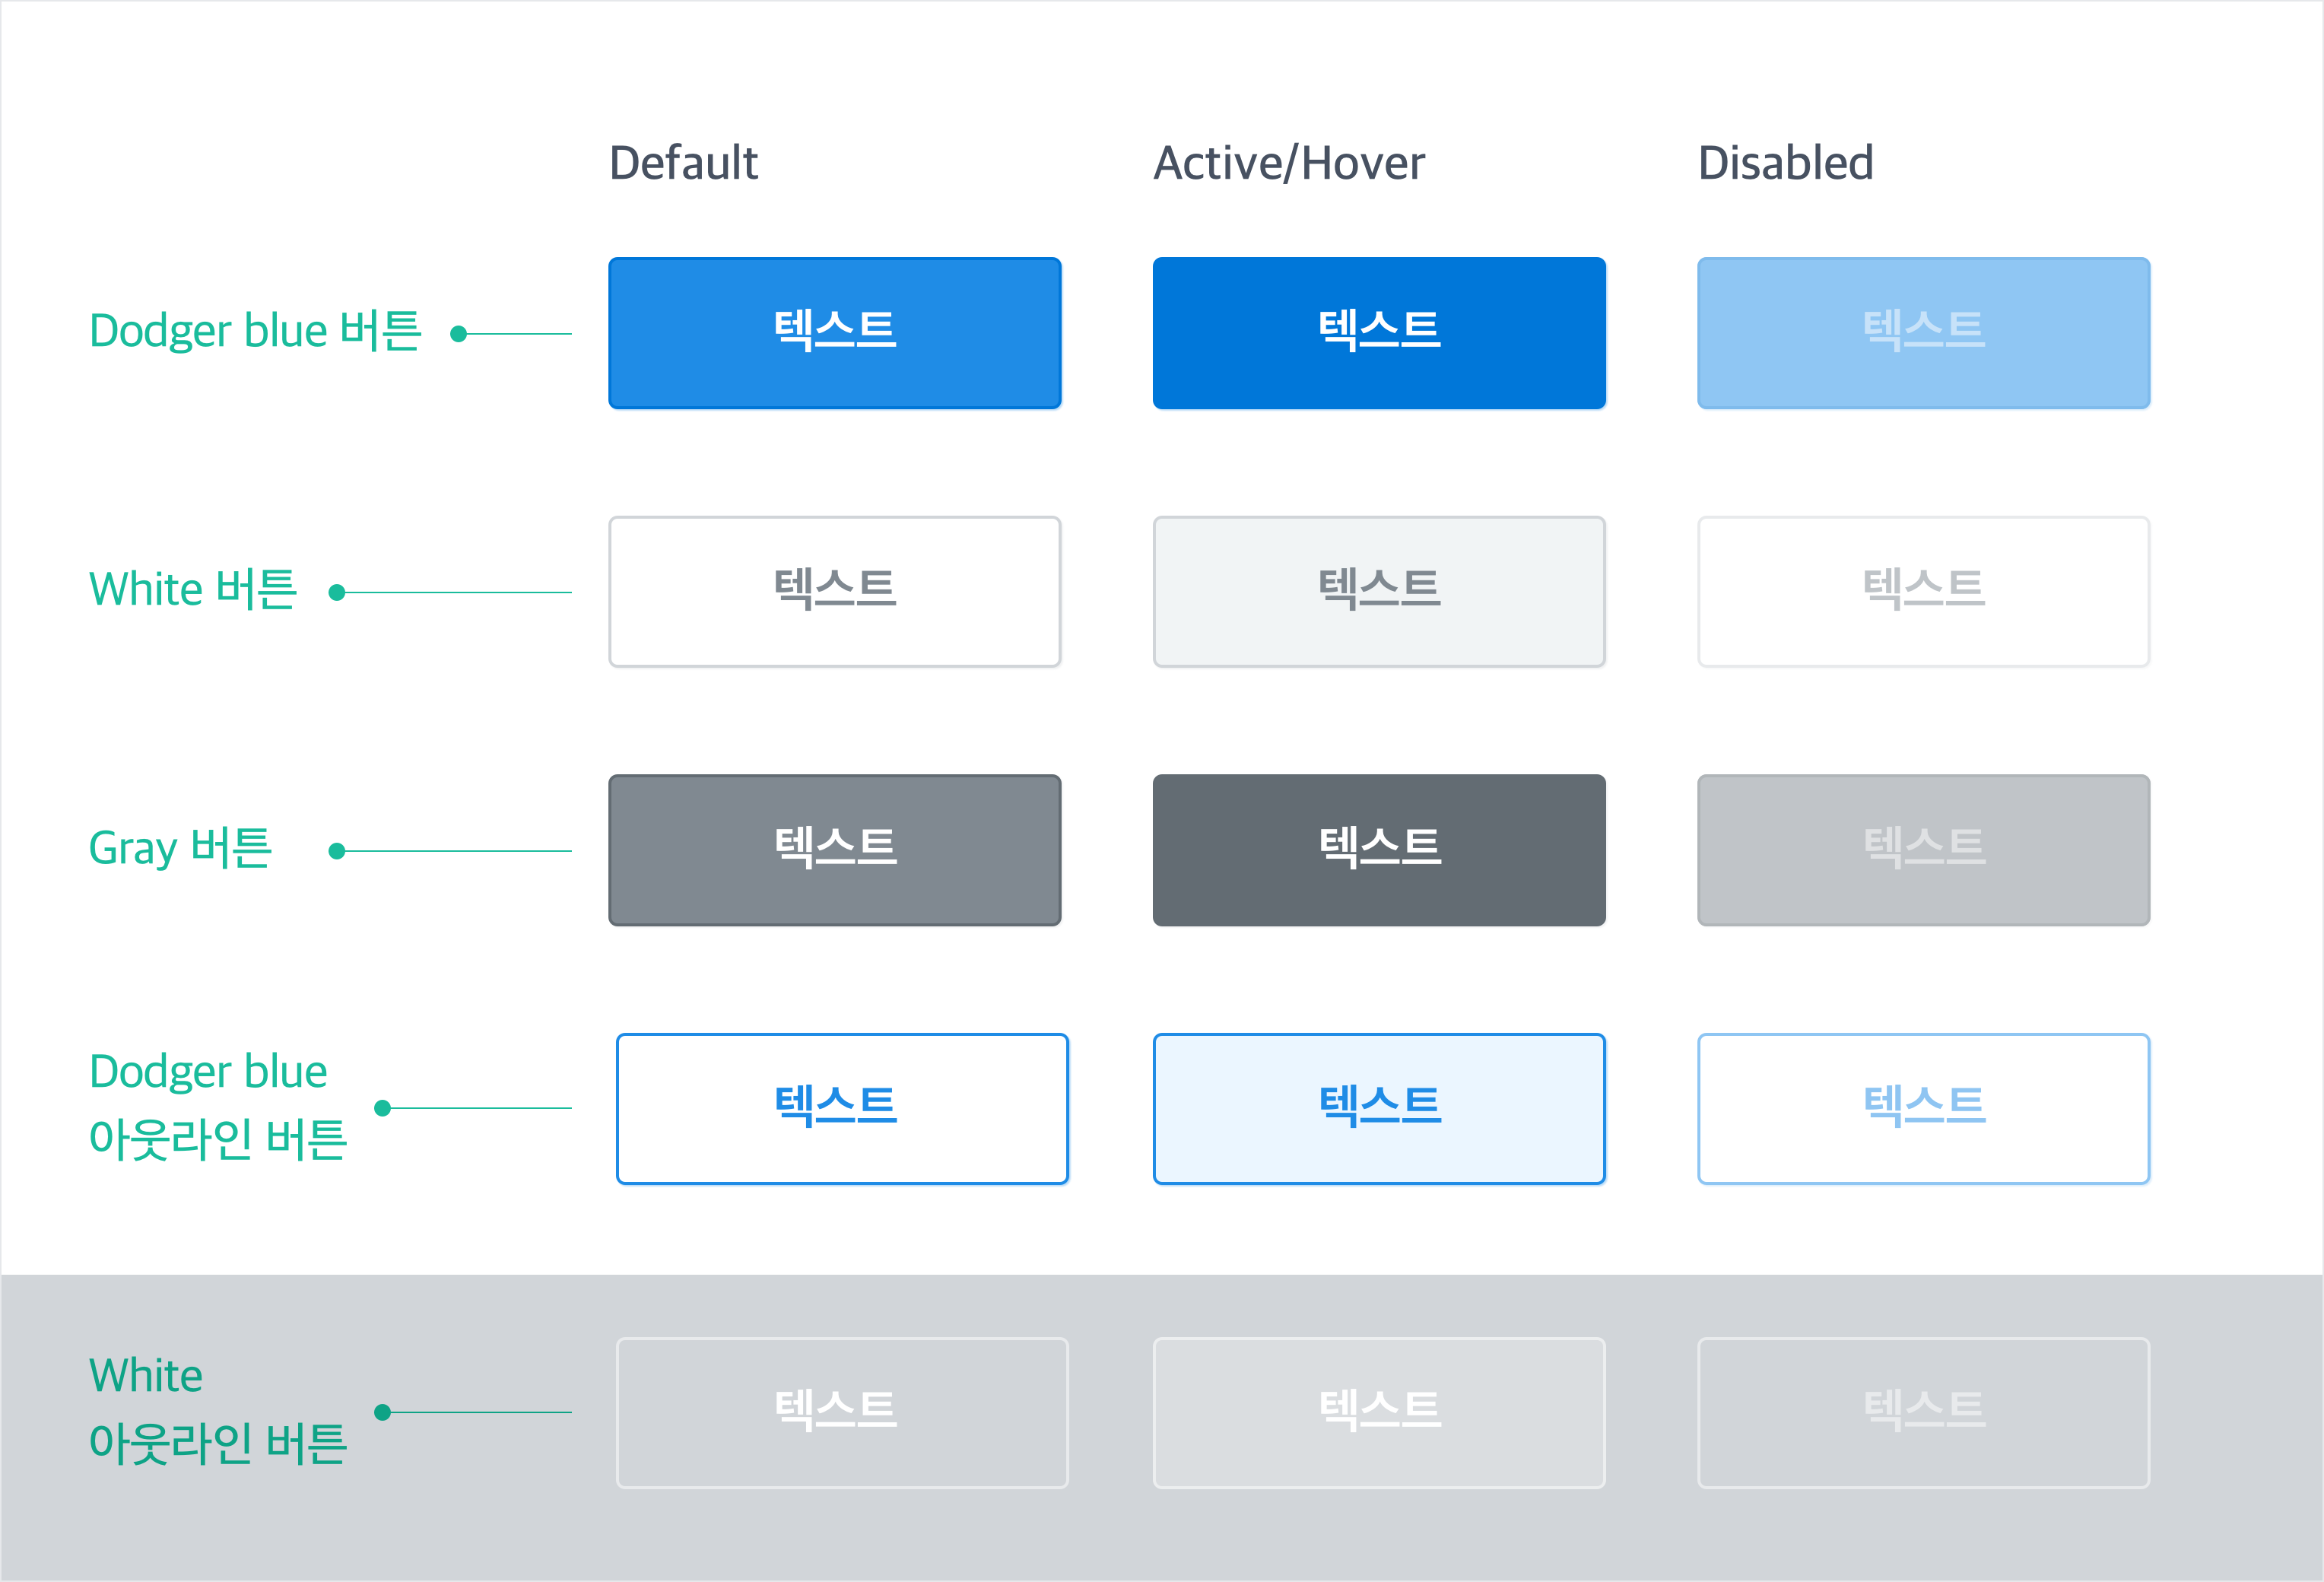 Default Active/Hover Disabled
Dodger blue 버튼 텍스트 텍스트 텍스트
White 버튼 텍스트 텍스트 텍스트
Gray 버튼 텍스트 텍스트 텍스트
Dodger blue
아웃라인 버튼 텍스트 텍스트 텍스트
White
아웃라인 버튼 텍스트 텍스트 텍스트